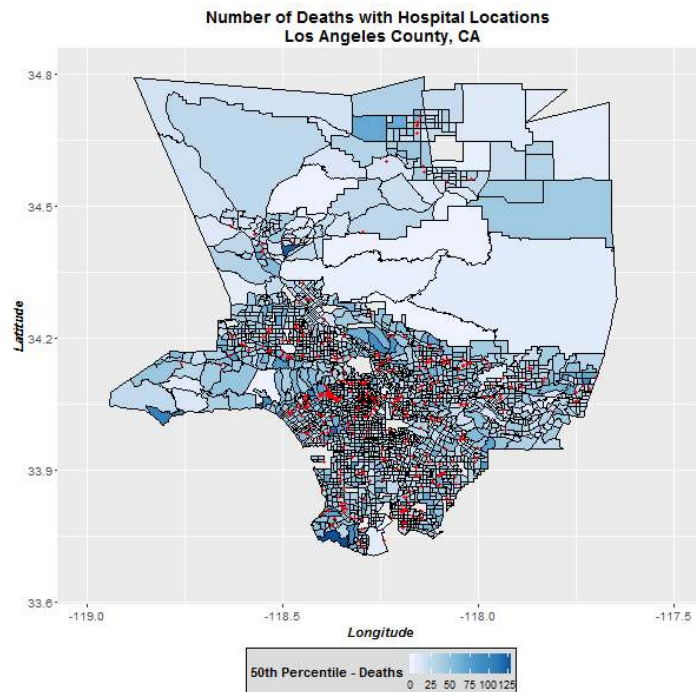 Number of Deaths with Hospital Locations
Los Angeles County, CA
34.8
34.5
34.2
33.9
33.6
Latitude
-119.0 -118.5 -118.0 -117.5
Longitude
50th Percentile - Deaths
0 25 50 75 100 125